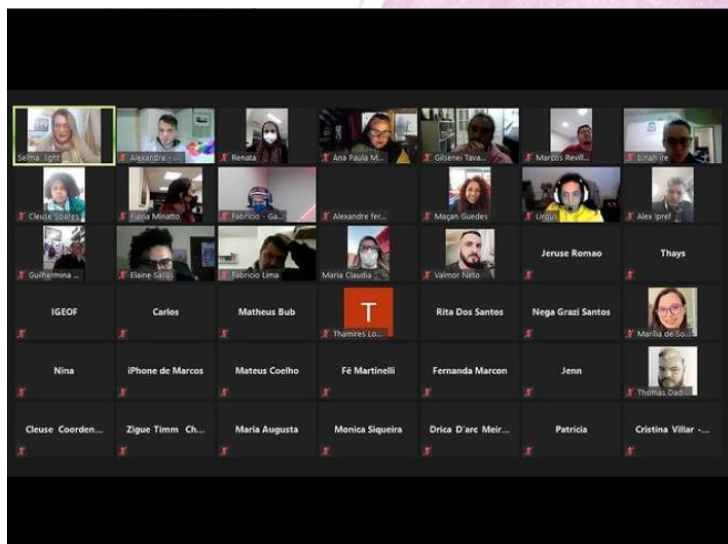 Selma light
Alexandre - ...
Renata
Ana Paula M...
Gilsenei Tava...
Marcos Revill...
binah ire
Cleuse Soares
Flávia Minatto
Fabricio - Ga...
Alexandre fer...
Maçan Guedes
Lirous
Alex Ipref
Guilhermina ...
Elaine Sallas
Fabricio Lima
Maria Claudia ...
Valmor Neto
Jeruse Romao
Thays
IGEOF
Carlos
Matheus Bub
T
Thamires Lo...
Rita Dos Santos
Nega Grazi Santos
Marília de So...
Nina
iPhone de Marcos
Mateus Coelho
Fê Martinelli
Fernanda Marcon
Jenn
Thomas Dad...
Cleuse Coorden...
Zigue Timm Ch...
Maria Augusta
Monica Siqueira
Drica D'arc Meir...
Patricia
Cristina Villar -...